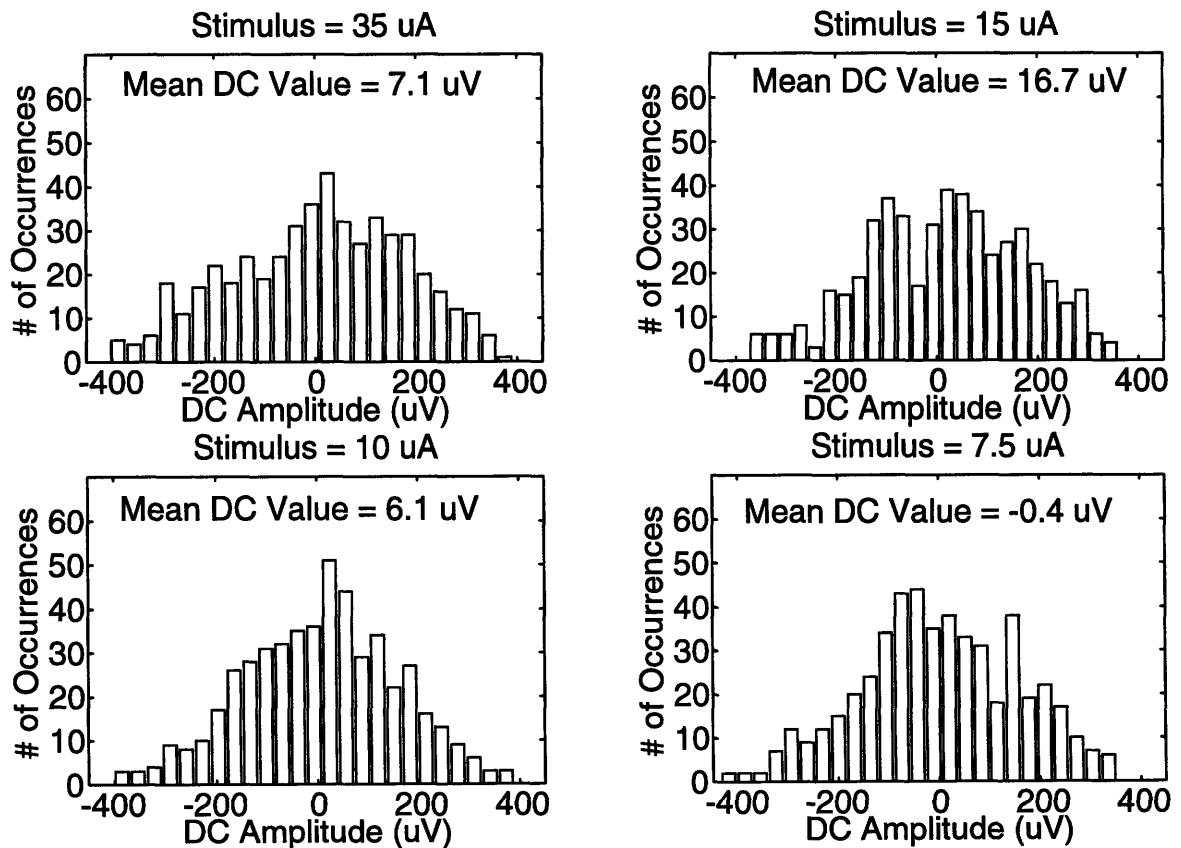 Stimulus = 35 uA
Mean DC Value = 7.1 uV
# of Occurrences
60
50
40
30
20
10
0
-400 -200 0 200 400
DC Amplitude (uV)
Stimulus = 15 uA
Mean DC Value = 16.7 uV
# of Occurrences
60
50
40
30
20
10
0
-400 -200 0 200 400
DC Amplitude (uV)
Stimulus = 10 uA
Mean DC Value = 6.1 uV
# of Occurrences
60
50
40
30
20
10
0
-400 -200 0 200 400
DC Amplitude (uV)
Stimulus = 7.5 uA
Mean DC Value = -0.4 uV
# of Occurrences
60
50
40
30
20
10
0
-400 -200 0 200 400
DC Amplitude (uV)